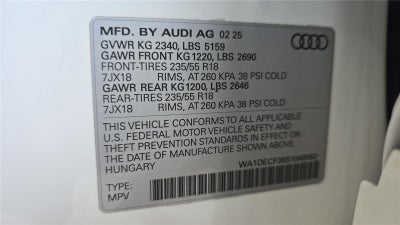 MFD. BY AUDI AG 02 25
GVWR KG 2340, LBS 5159
GAWR FRONT KG1220, LBS 2690
FRONT-TIRES 235/55 R18
7JX18 RIMS, AT 260 KPA 38 PSI COLD
GAWR REAR KG1200, LBS 2646
REAR-TIRES 235/55 R18
7JX18 RIMS, AT 260 KPA 38 PSI COLD
THIS VEHICLE CONFORMS TO ALL APPLICABLE
U.S. FEDERAL MOTOR VEHICLE SAFETY AND
THEFT PREVENTION STANDARDS IN EFFECT ON
THE DATE OF MANUFACTURE SHOWN ABOVE.
HUNGARY
TYPE:
MPV